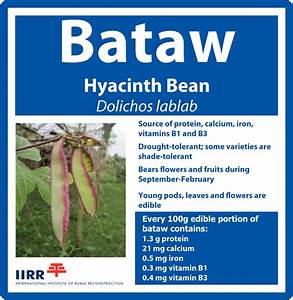 Bataw
Hyacinth Bean
Dolichos lablab
Source of protein, calcium, iron,
vitamins B1 and B3
Drought-tolerant; some varieties are
shade-tolerant
Bears flowers and fruits during
September-February
Young pods, leaves and flowers are
edible
Every 100g edible portion of
bataw contains:
1.3 g protein
21 mg calcium
0.5 mg iron
0.3 mg vitamin B1
0.4 mg vitamin B3
IIRR
INTERNATIONAL INSTITUTE OF RURAL RECONSTRUCTION